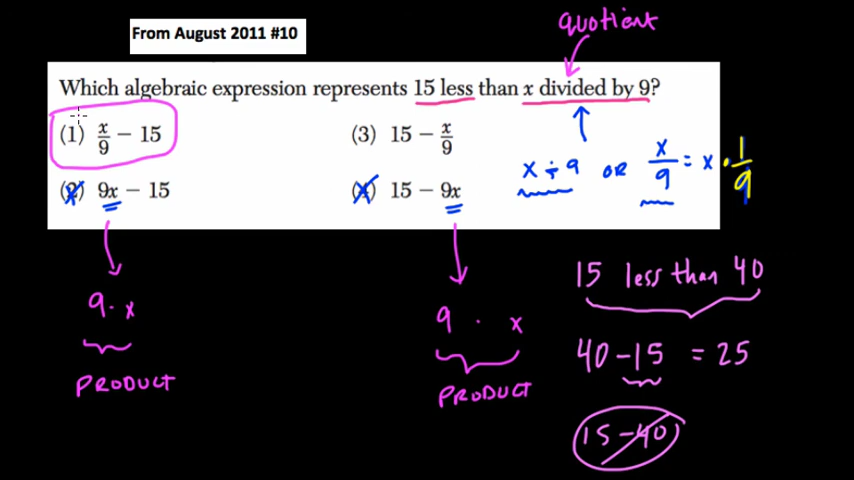 From August 2011 #10
quotient
Which algebraic expression represents 15 less than x divided by 9?
(1) x/9 − 15
(3) 15 − x/9
x ÷ 9 OR x/9 = x · 1/9
(2) 9x − 15
(4) 15 − 9x
15 less than 40
9 · x
9 · x
40 − 15 = 25
PRODUCT
PRODUCT
15 − 40